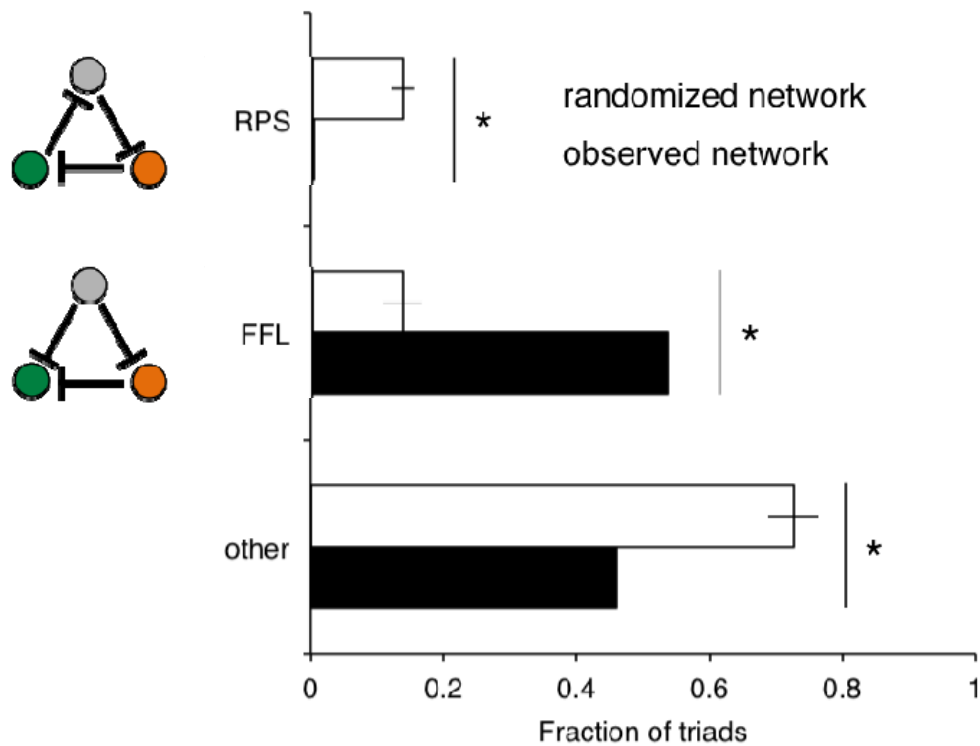 RPS
*
randomized network
observed network
FFL
*
other
*
0 0.2 0.4 0.6 0.8 1
Fraction of triads